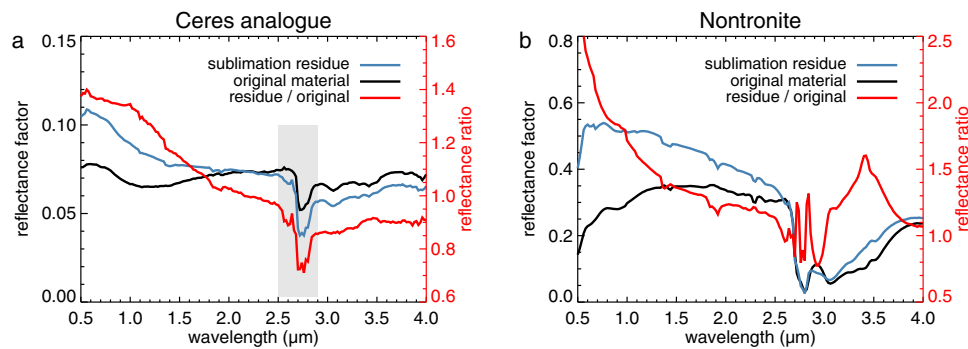 Ceres analogue
a
0.15
0.10
0.05
0.00
reflectance factor
sublimation residue
original material
residue / original
1.6
1.4
1.2
1.0
0.8
0.6
reflectance ratio
0.5 1.0 1.5 2.0 2.5 3.0 3.5 4.0
wavelength (μm)
Nontronite
b
0.8
0.6
0.4
0.2
0.0
reflectance factor
sublimation residue
original material
residue / original
2.5
2.0
1.5
1.0
0.5
reflectance ratio
0.5 1.0 1.5 2.0 2.5 3.0 3.5 4.0
wavelength (μm)